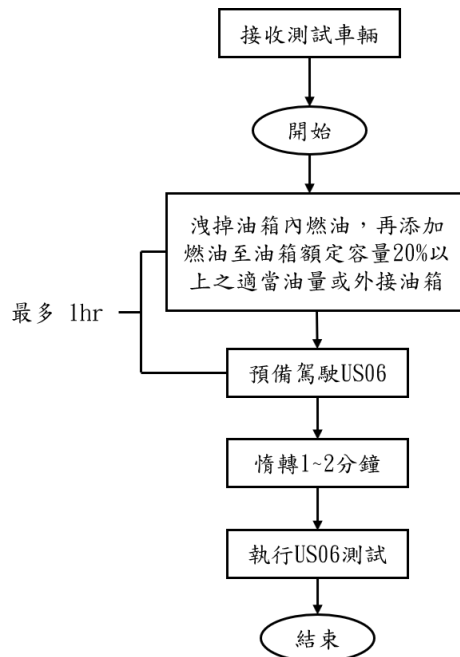 接收測試車輛
開始
洩掉油箱內燃油，再添加
燃油至油箱額定容量20%以
上之適當油量或外接油箱
最多 1hr
預備駕駛US06
惰轉1~2分鐘
執行US06測試
結束